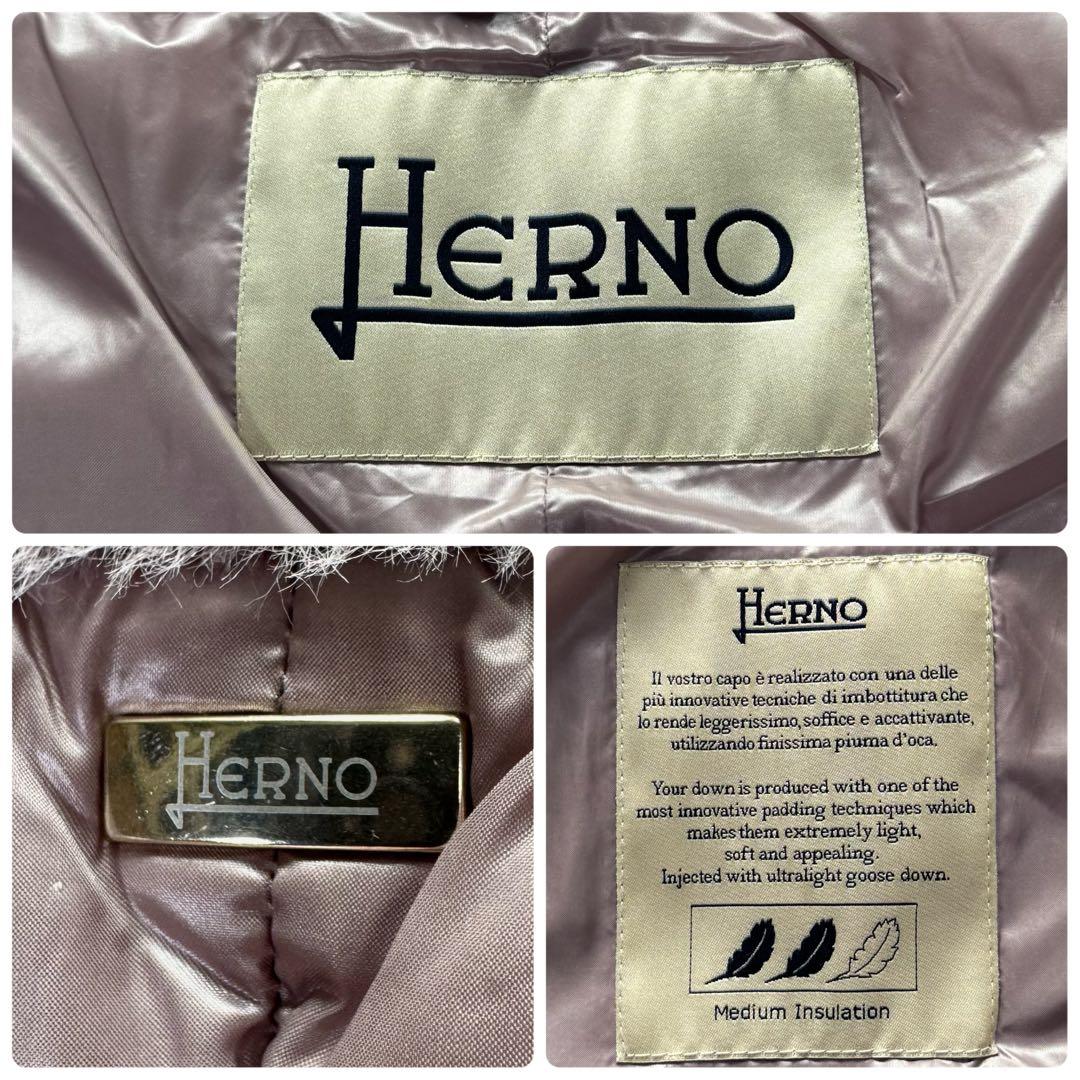 HERNO
HERNO
HERNO
Il vostro capo è realizzato con una delle
più innovative tecniche di imbottitura che
lo rende leggerissimo, soffice e accattivante,
utilizzando finissima piuma d'oca.
Your down is produced with one of the
most innovative padding techniques which
makes them extremely light,
soft and appealing.
Injected with ultralight goose down.
Medium Insulation